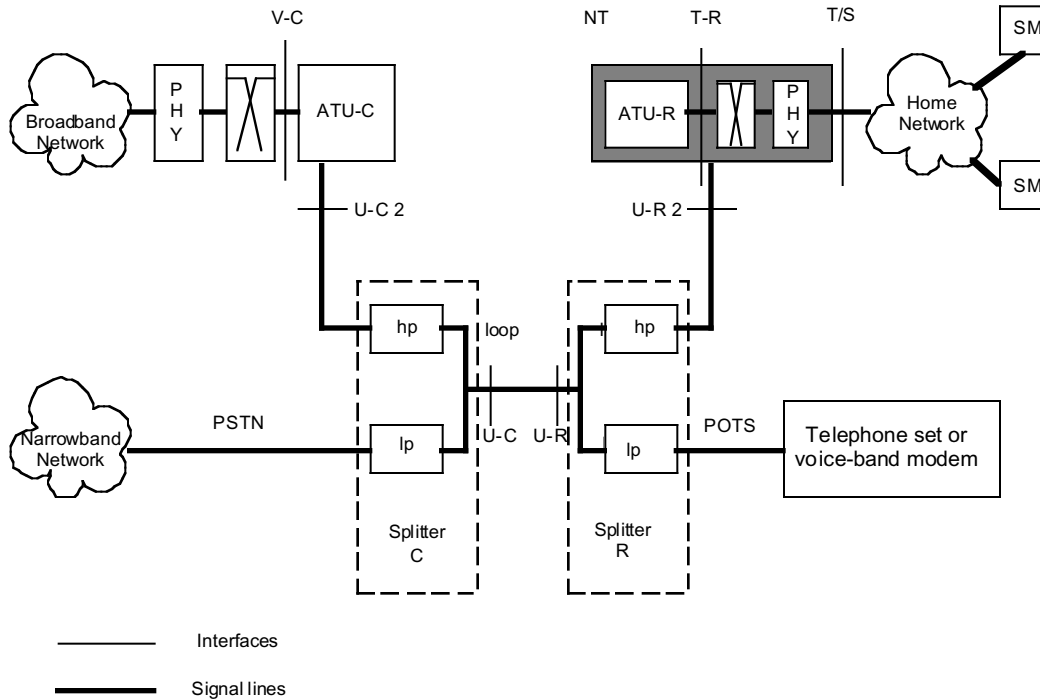 V-C
NT
T-R
T/S
SM
P
H
Y
ATU-C
Broadband
Network
ATU-R
P
H
Y
Home
Network
SM
U-C 2
U-R 2
hp
loop
hp
PSTN
U-C
U-R
POTS
Narrowband
Network
lp
lp
Telephone set or
voice-band modem
Splitter
C
Splitter
R
Interfaces
Signal lines